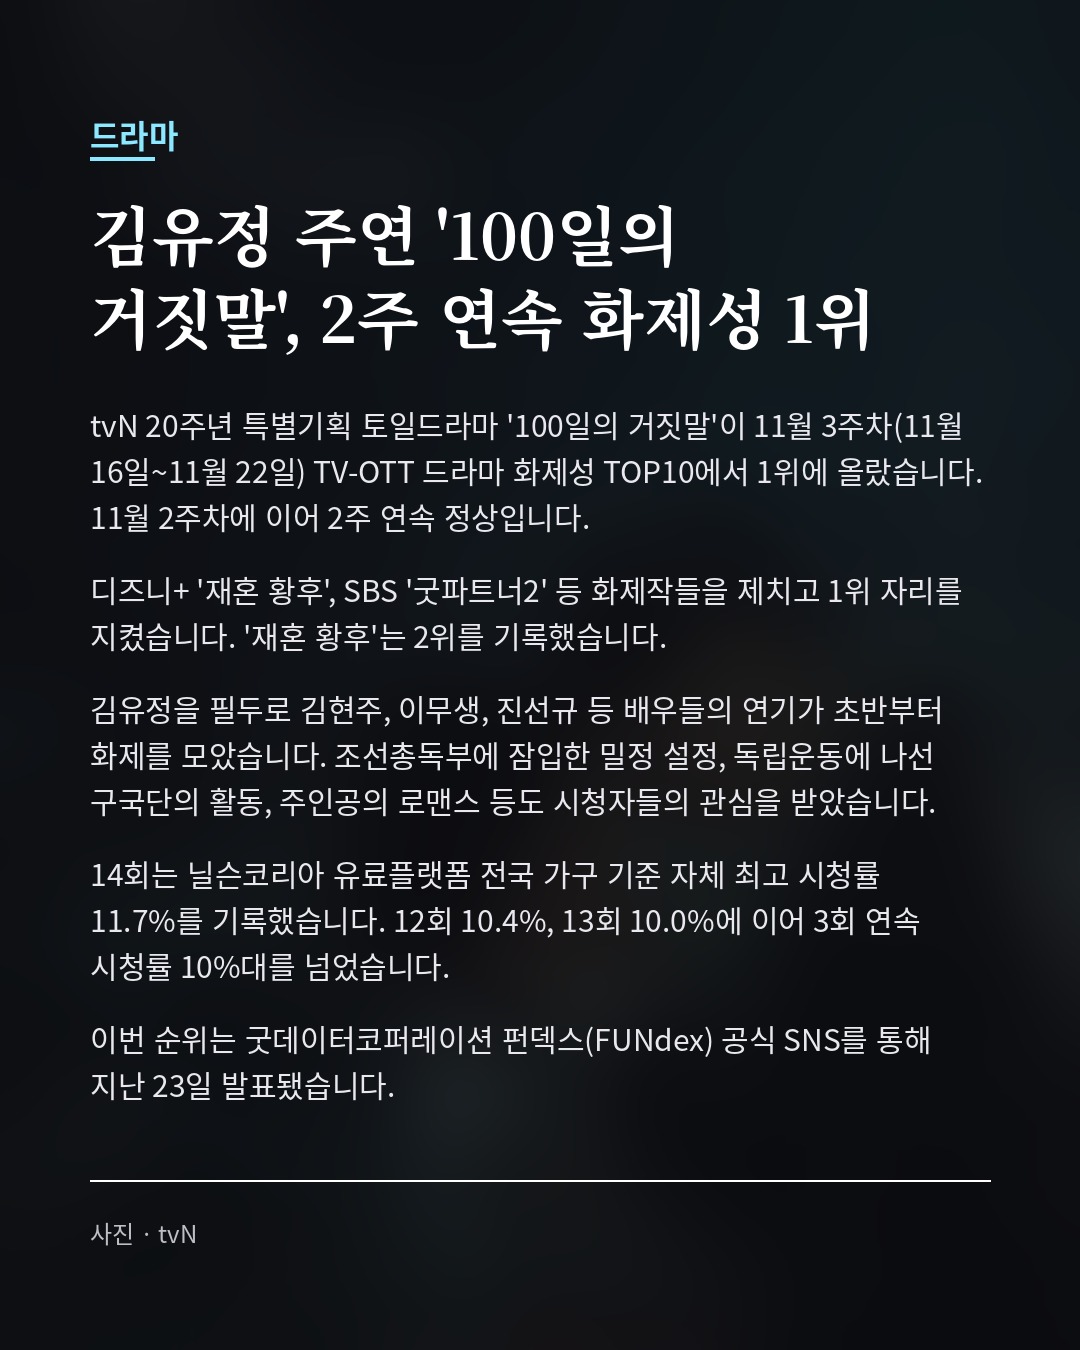 드라마
김유정 주연 '100일의
거짓말', 2주 연속 화제성 1위
tvN 20주년 특별기획 토일드라마 '100일의 거짓말'이 11월 3주차(11월
16일~11월 22일) TV-OTT 드라마 화제성 TOP10에서 1위에 올랐습니다.
11월 2주차에 이어 2주 연속 정상입니다.
디즈니+ '재혼 황후', SBS '굿파트너2' 등 화제작들을 제치고 1위 자리를
지켰습니다. '재혼 황후'는 2위를 기록했습니다.
김유정을 필두로 김현주, 이무생, 진선규 등 배우들의 연기가 초반부터
화제를 모았습니다. 조선총독부에 잠입한 밀정 설정, 독립운동에 나선
구국단의 활동, 주인공의 로맨스 등도 시청자들의 관심을 받았습니다.
14회는 닐슨코리아 유료플랫폼 전국 가구 기준 자체 최고 시청률
11.7%를 기록했습니다. 12회 10.4%, 13회 10.0%에 이어 3회 연속
시청률 10%대를 넘었습니다.
이번 순위는 굿데이터코퍼레이션 펀덱스(FUNdex) 공식 SNS를 통해
지난 23일 발표됐습니다.
사진 · tvN